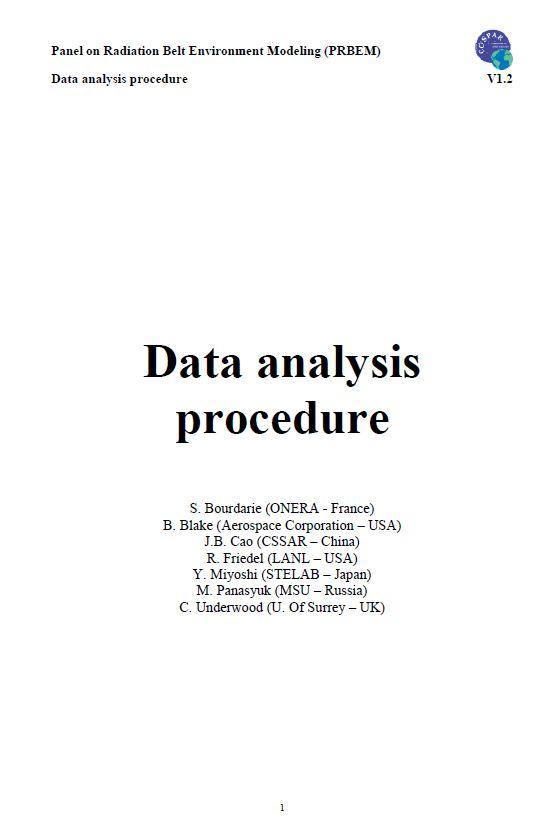 Panel on Radiation Belt Environment Modeling (PRBEM)
COSPAR
Data analysis procedure V1.2
Data analysis
procedure
S. Bourdarie (ONERA - France)
B. Blake (Aerospace Corporation – USA)
J.B. Cao (CSSAR – China)
R. Friedel (LANL – USA)
Y. Miyoshi (STELAB – Japan)
M. Panasyuk (MSU – Russia)
C. Underwood (U. Of Surrey – UK)
1